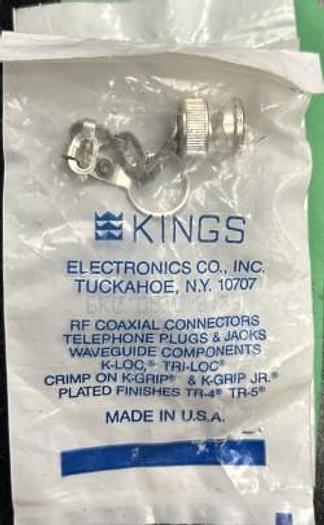 KINGS
ELECTRONICS CO., INC.
TUCKAHOE, N.Y. 10707
RF COAXIAL CONNECTORS
TELEPHONE PLUGS & JACKS
WAVEGUIDE COMPONENTS
K-LOC,® TRI-LOC®
CRIMP ON K-GRIP® & K-GRIP JR.®
PLATED FINISHES TR-4® TR-5®
MADE IN U.S.A.